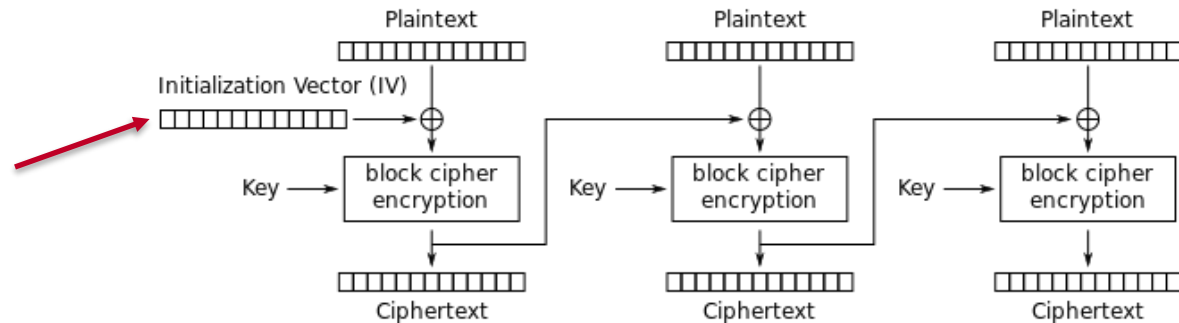 Plaintext
Plaintext
Plaintext
Initialization Vector (IV)
Key
block cipher
encryption
Key
block cipher
encryption
Key
block cipher
encryption
Ciphertext
Ciphertext
Ciphertext